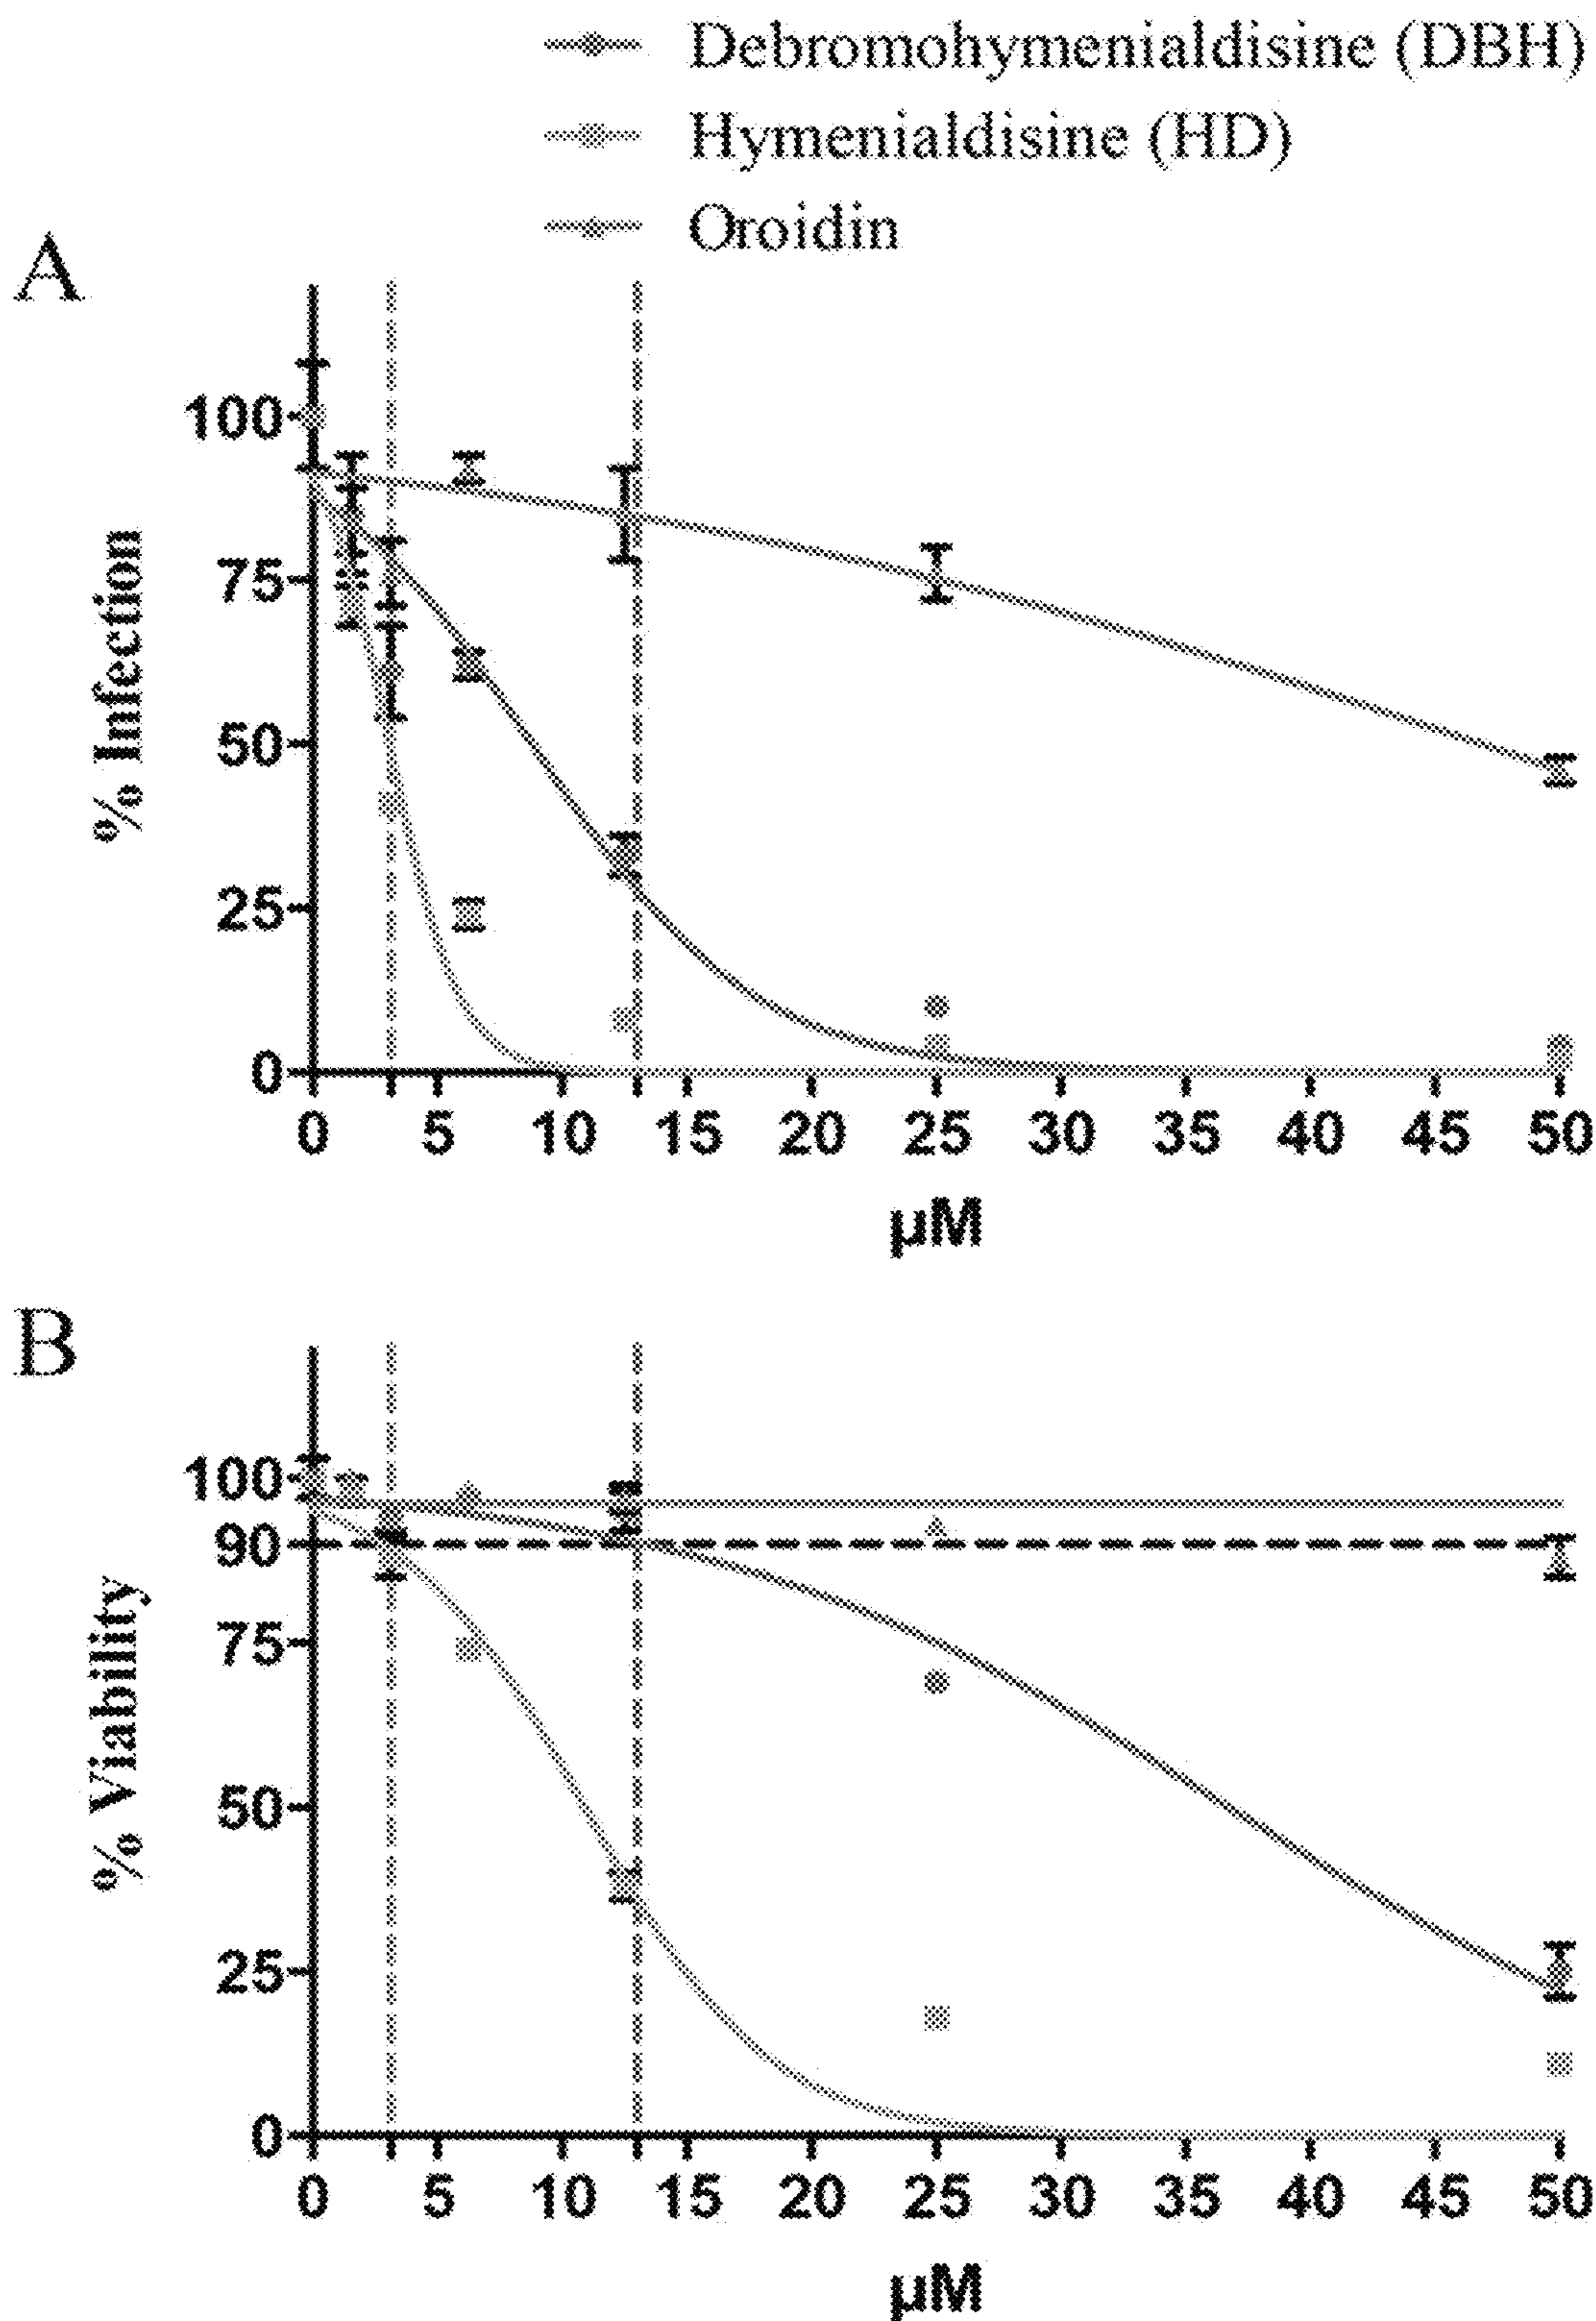 Debromohymenialdisine (DBH)
Hymenialdisine (HD)
Oroidin
A
% Infection
100
75
50
25
0
0 5 10 15 20 25 30 35 40 45 50
µM
B
% Viability
100
90
75
50
25
0
0 5 10 15 20 25 30 35 40 45 50
µM